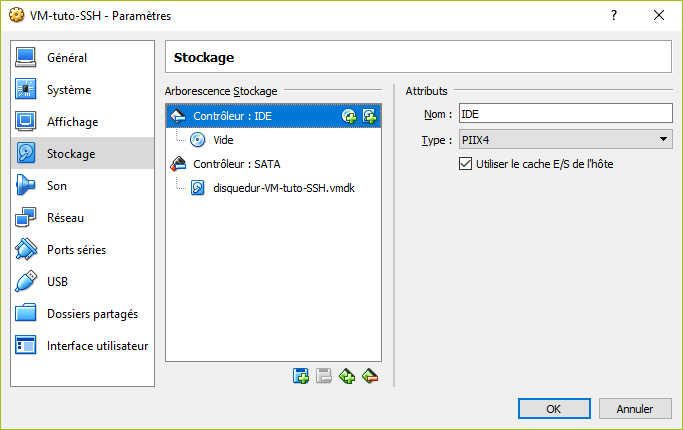 VM-tuto-SSH - Paramètres
?
Général
Système
Affichage
Stockage
Son
Réseau
Ports séries
USB
Dossiers partagés
Interface utilisateur
Stockage
Arborescence Stockage
Contrôleur : IDE
Vide
Contrôleur : SATA
disquedur-VM-tuto-SSH.vmdk
Attributs
Nom : IDE
Type : PIIX4
Utiliser le cache E/S de l'hôte
OK
Annuler